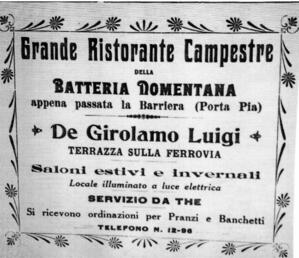 Grande Ristorante Campestre
DELLA
BATTERIA NOMENTANA
appena passata la Barriera (Porta Pia)
De Girolamo Luigi
TERRAZZA SULLA FERROVIA
Saloni estivi e invernali
Locale illuminato a luce elettrica
SERVIZIO DA THE
Si ricevono ordinazioni per Pranzi e Banchetti
TELEFONO N. 12-96